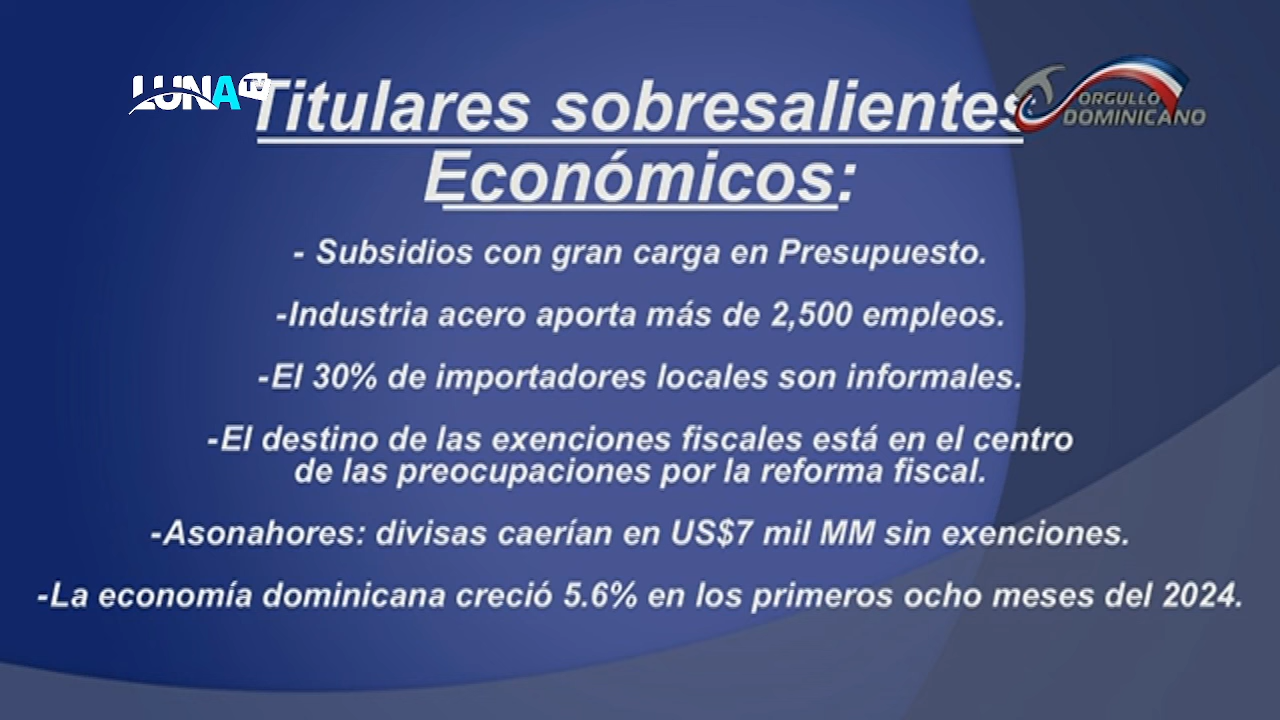 LUNA TV
Titulares sobresalientes
Económicos:
ORGULLO
DOMINICANO
- Subsidios con gran carga en Presupuesto.
-Industria acero aporta más de 2,500 empleos.
-El 30% de importadores locales son informales.
-El destino de las exenciones fiscales está en el centro
de las preocupaciones por la reforma fiscal.
-Asonahores: divisas caerían en US$7 mil MM sin exenciones.
-La economía dominicana creció 5.6% en los primeros ocho meses del 2024.